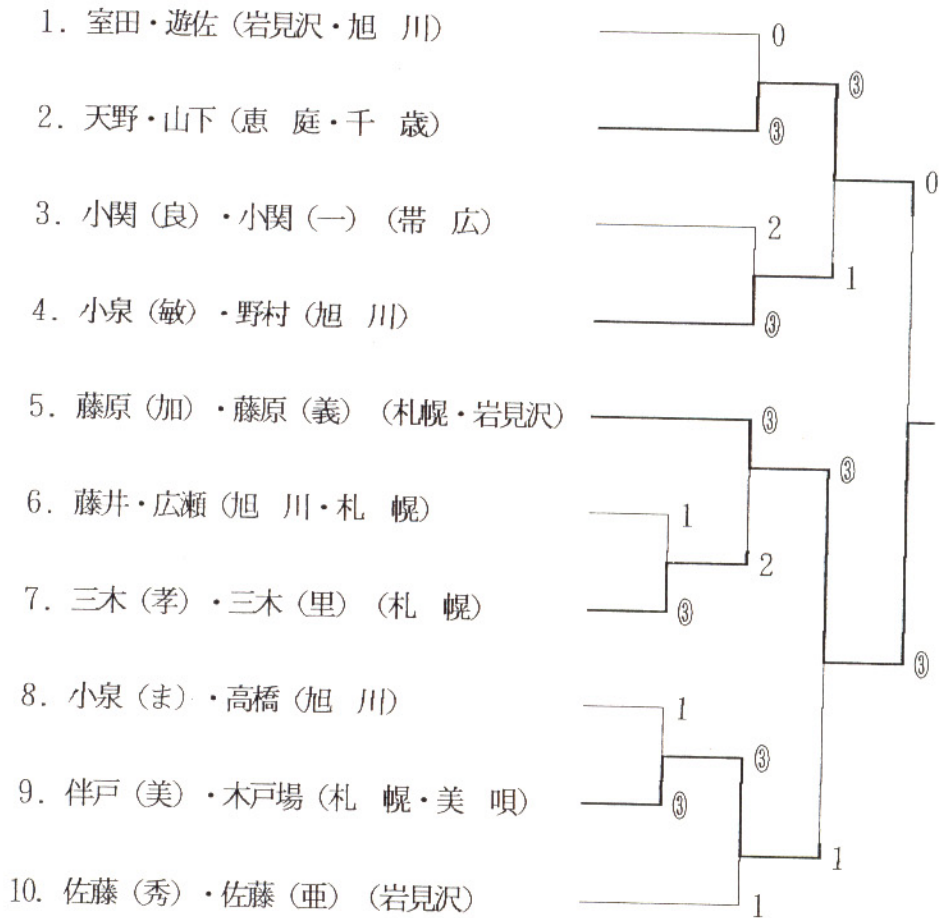 1. 室田・遊佐 (岩見沢・旭 川)
0
③
2. 天野・山下 (恵 庭・千 歳)
③
0
3. 小関 (良) ・小関 (一) (帯 広)
2
1
4. 小泉 (敏) ・野村 (旭 川)
③
5. 藤原 (加) ・藤原 (義) (札幌・岩見沢)
③
③
6. 藤井・広瀬 (旭 川・札 幌)
1
2
7. 三木 (孝) ・三木 (里) (札 幌)
③
③
8. 小泉 (ま) ・高橋 (旭 川)
1
③
9. 伴戸 (美) ・木戸場 (札 幌・美 唄)
③
1
10. 佐藤 (秀) ・佐藤 (亜) (岩見沢)
1